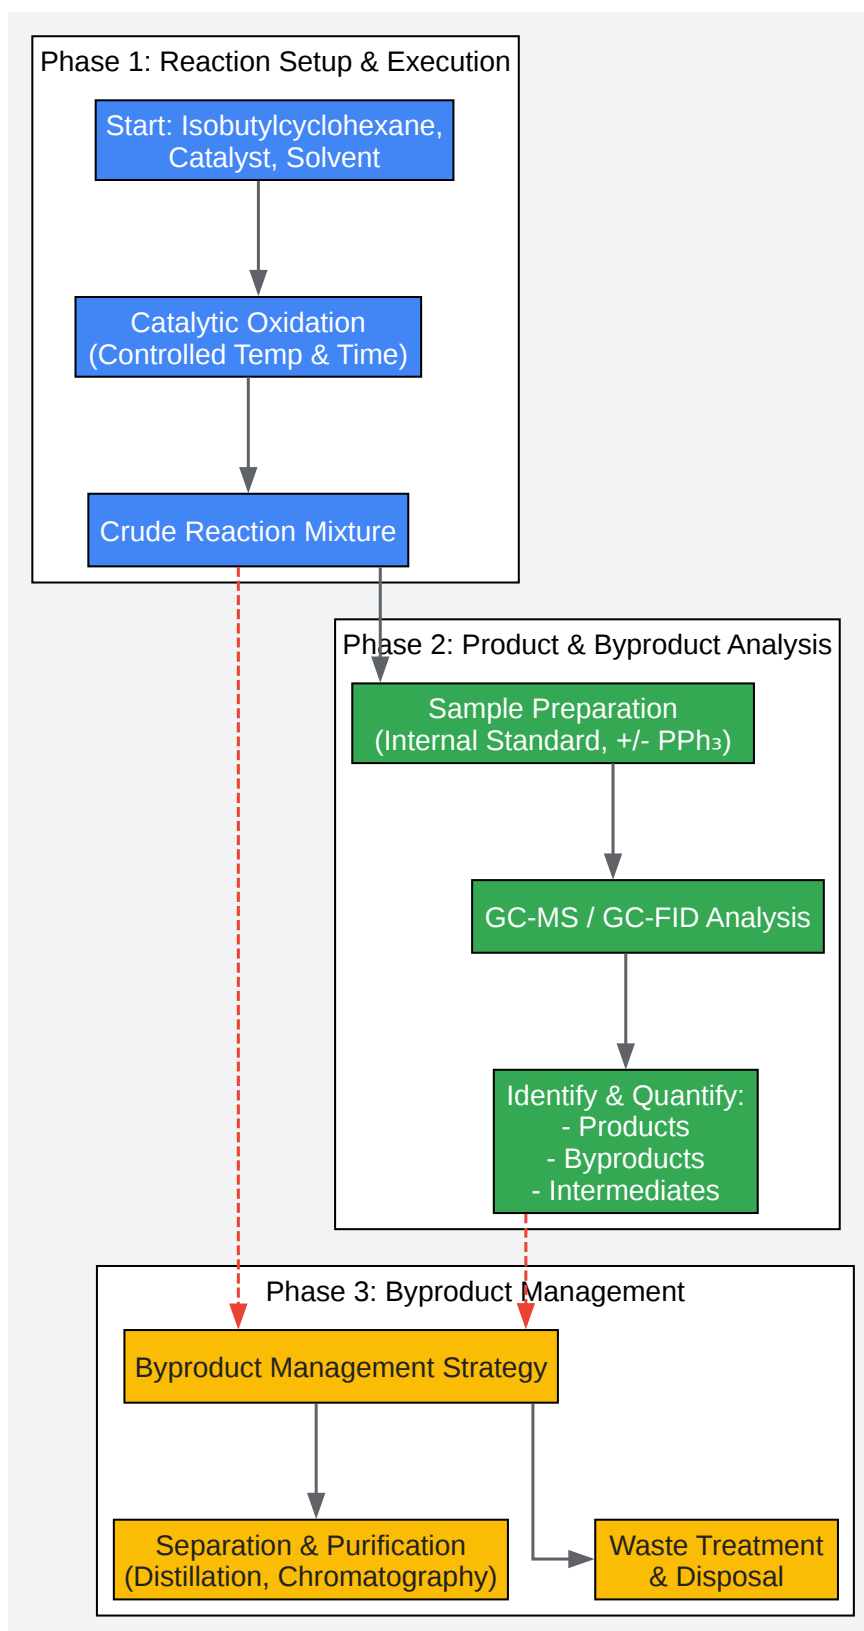 Phase 1: Reaction Setup & Execution
Start: Isobutylcyclohexane,
Catalyst, Solvent
Catalytic Oxidation
(Controlled Temp & Time)
Crude Reaction Mixture
Phase 2: Product & Byproduct Analysis
Sample Preparation
(Internal Standard, +/- PPh₃)
GC-MS / GC-FID Analysis
Identify & Quantify:
- Products
- Byproducts
- Intermediates
Phase 3: Byproduct Management
Byproduct Management Strategy
Separation & Purification
(Distillation, Chromatography)
Waste Treatment
& Disposal